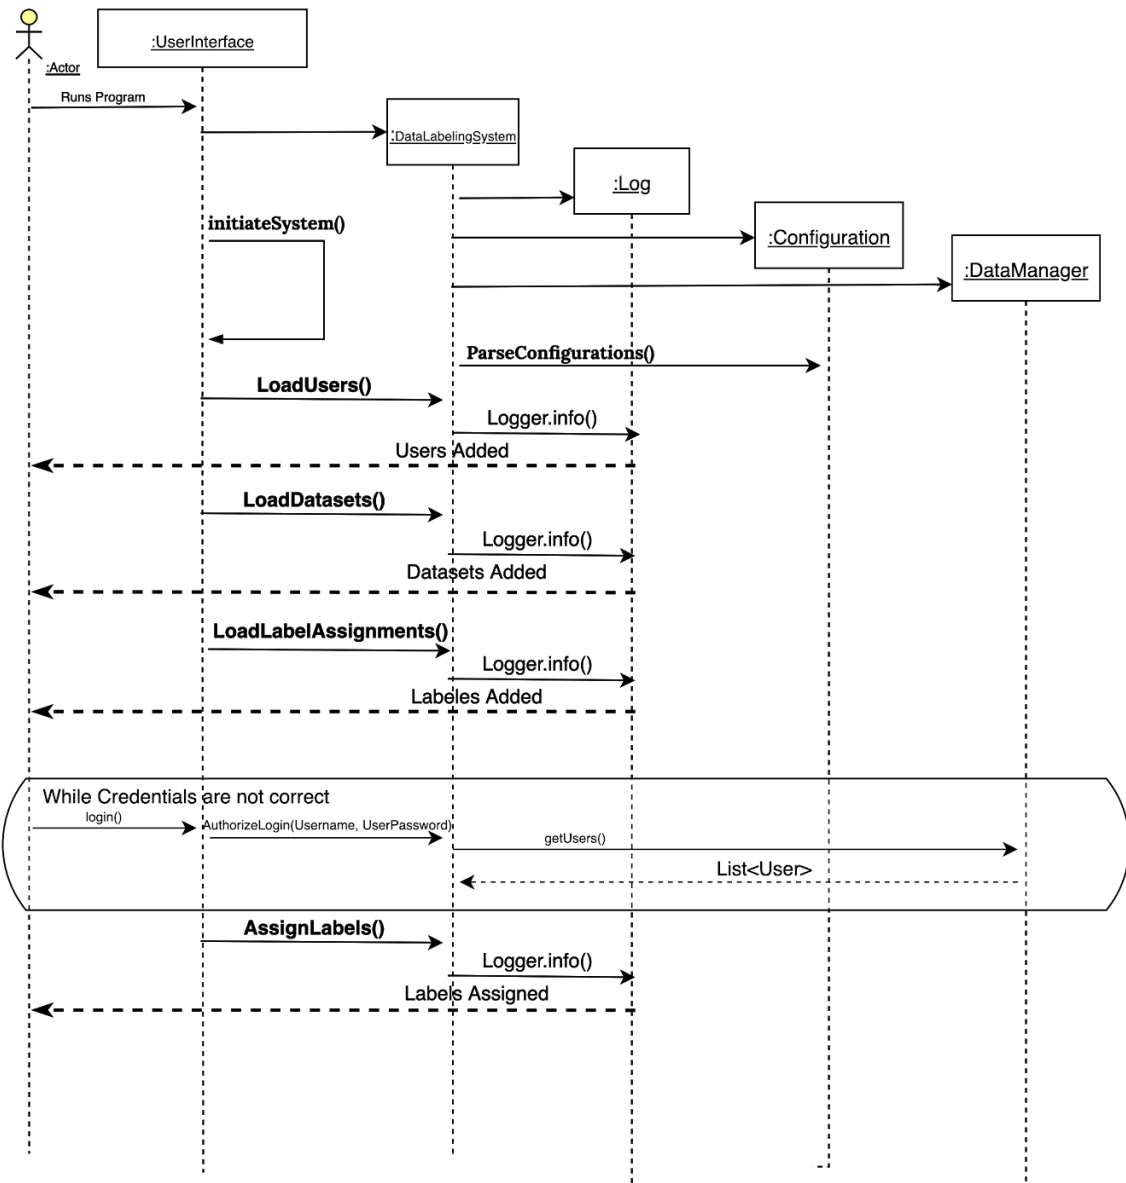 :UserInterface
:Actor
Runs Program
:DataLabelingSystem
:Log
initiateSystem()
:Configuration
:DataManager
ParseConfigurations()
LoadUsers()
Logger.info()
Users Added
LoadDatasets()
Logger.info()
Datasets Added
LoadLabelAssignments()
Logger.info()
Labeles Added
While Credentials are not correct
login()
AuthorizeLogin(Username, UserPassword)
getUsers()
List<User>
AssignLabels()
Logger.info()
Labels Assigned